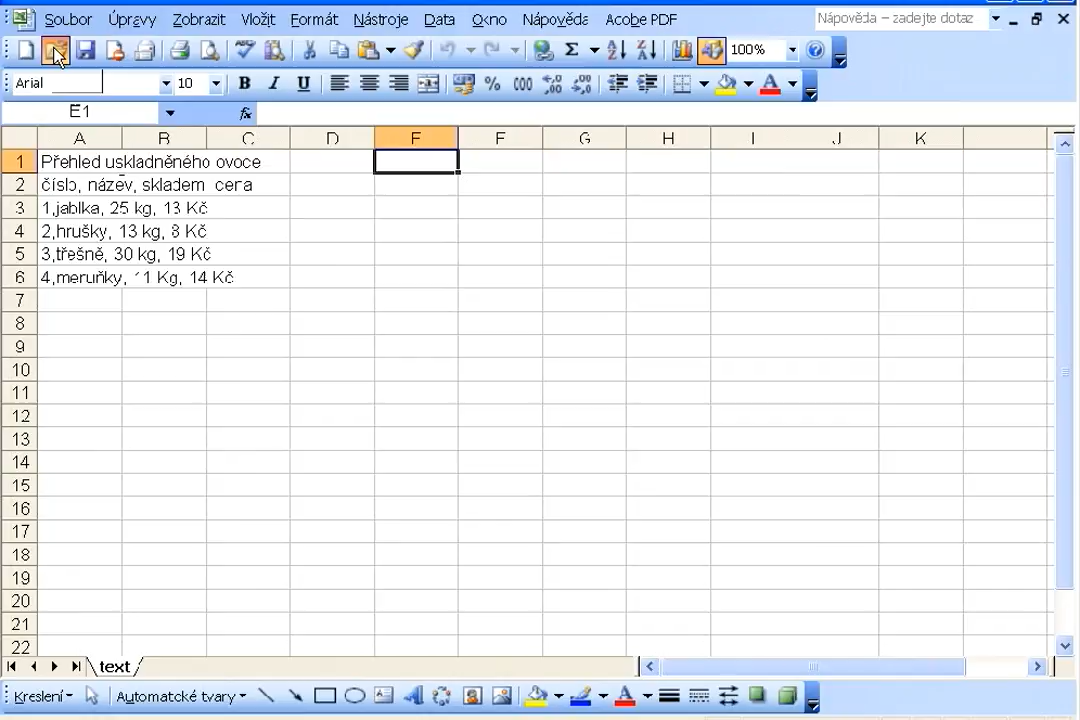 Soubor Úpravy Zobrazit Vložit Formát Nástroje Data Okno Nápověda Acobe PDF
Nápověda – zadejte dotaz
100%
Arial 10 B I U % 000
E1 fx
A B C D E F G H I J K
1 Přehled uskladněného ovoce
2 číslo, název, skladem cena
3 1,jablka, 25 kg, 13 Kč
4 2,hrušky, 13 kg, 8 Kč
5 3,třešně, 30 kg, 19 Kč
6 4,meruňky, 11 Kg, 14 Kč
7
8
9
10
11
12
13
14
15
16
17
18
19
20
21
22
text
Kreslení Automatcké tvary